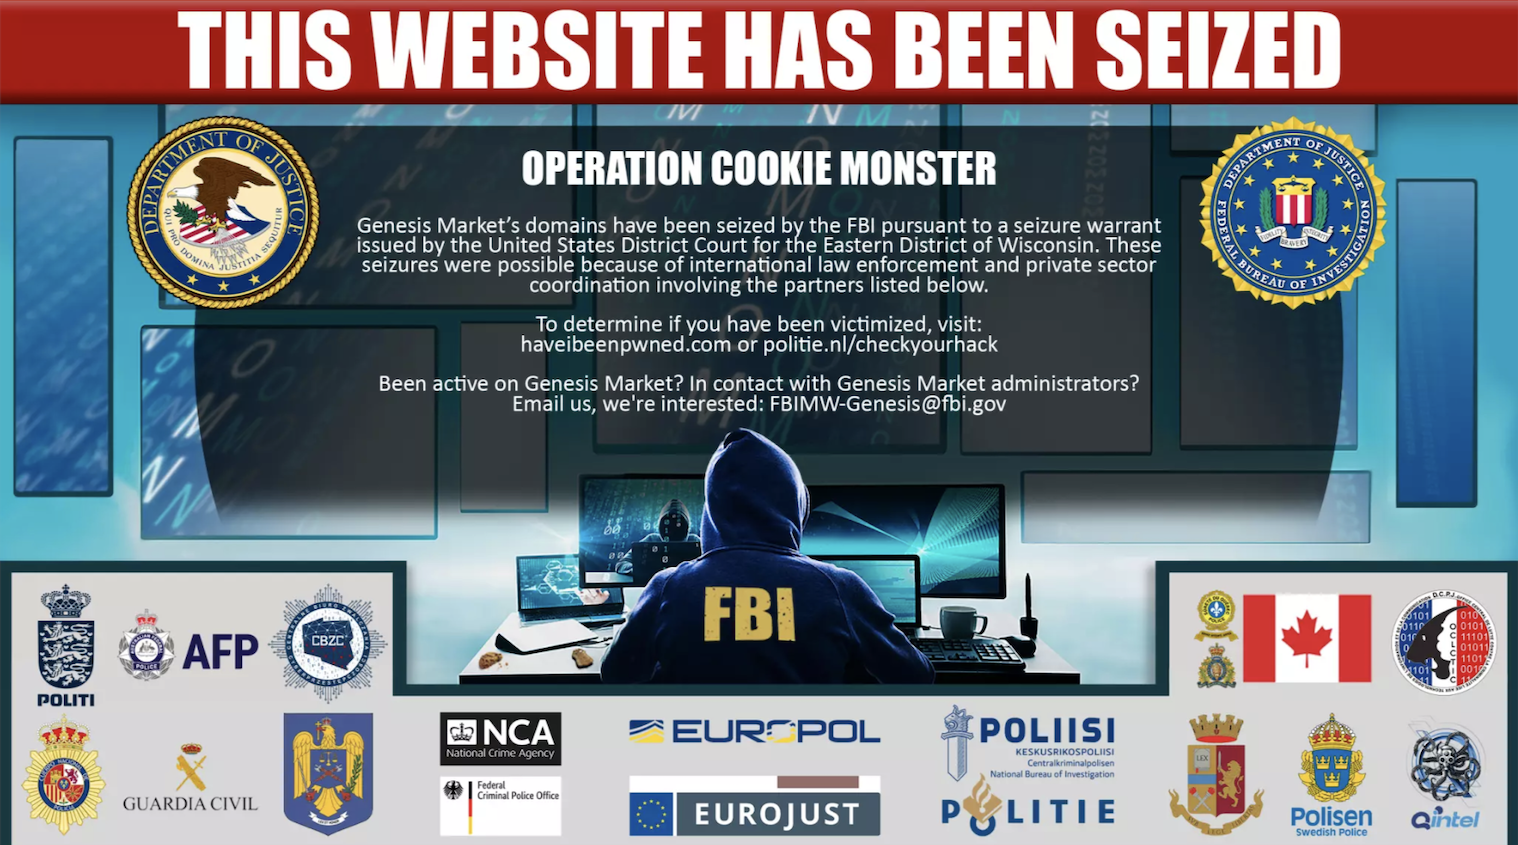 THIS WEBSITE HAS BEEN SEIZED
DEPARTMENT OF JUSTICE
QUI PRO DOMINA JUSTITIA SEQUITUR
OPERATION COOKIE MONSTER
DEPARTMENT OF JUSTICE
FEDERAL BUREAU OF INVESTIGATION
FIDELITY BRAVERY INTEGRITY
Genesis Market's domains have been seized by the FBI pursuant to a seizure warrant
issued by the United States District Court for the Eastern District of Wisconsin. These
seizures were possible because of international law enforcement and private sector
coordination involving the partners listed below.
To determine if you have been victimized, visit:
haveibeenpwned.com or politie.nl/checkyourhack
Been active on Genesis Market? In contact with Genesis Market administrators?
Email us, we're interested: FBIMW-Genesis@fbi.gov
FBI
POLITI
AFP
CBZC
NCA
National Crime Agency
EUROPOL
POLIISI
KESKUSRIKOSPOLIISI
Centralkriminalpolisen
National Bureau of Investigation
GUARDIA CIVIL
Federal
Criminal Police Office
EUROJUST
POLITIE
LEX
Polisen
Swedish Police
Qintel